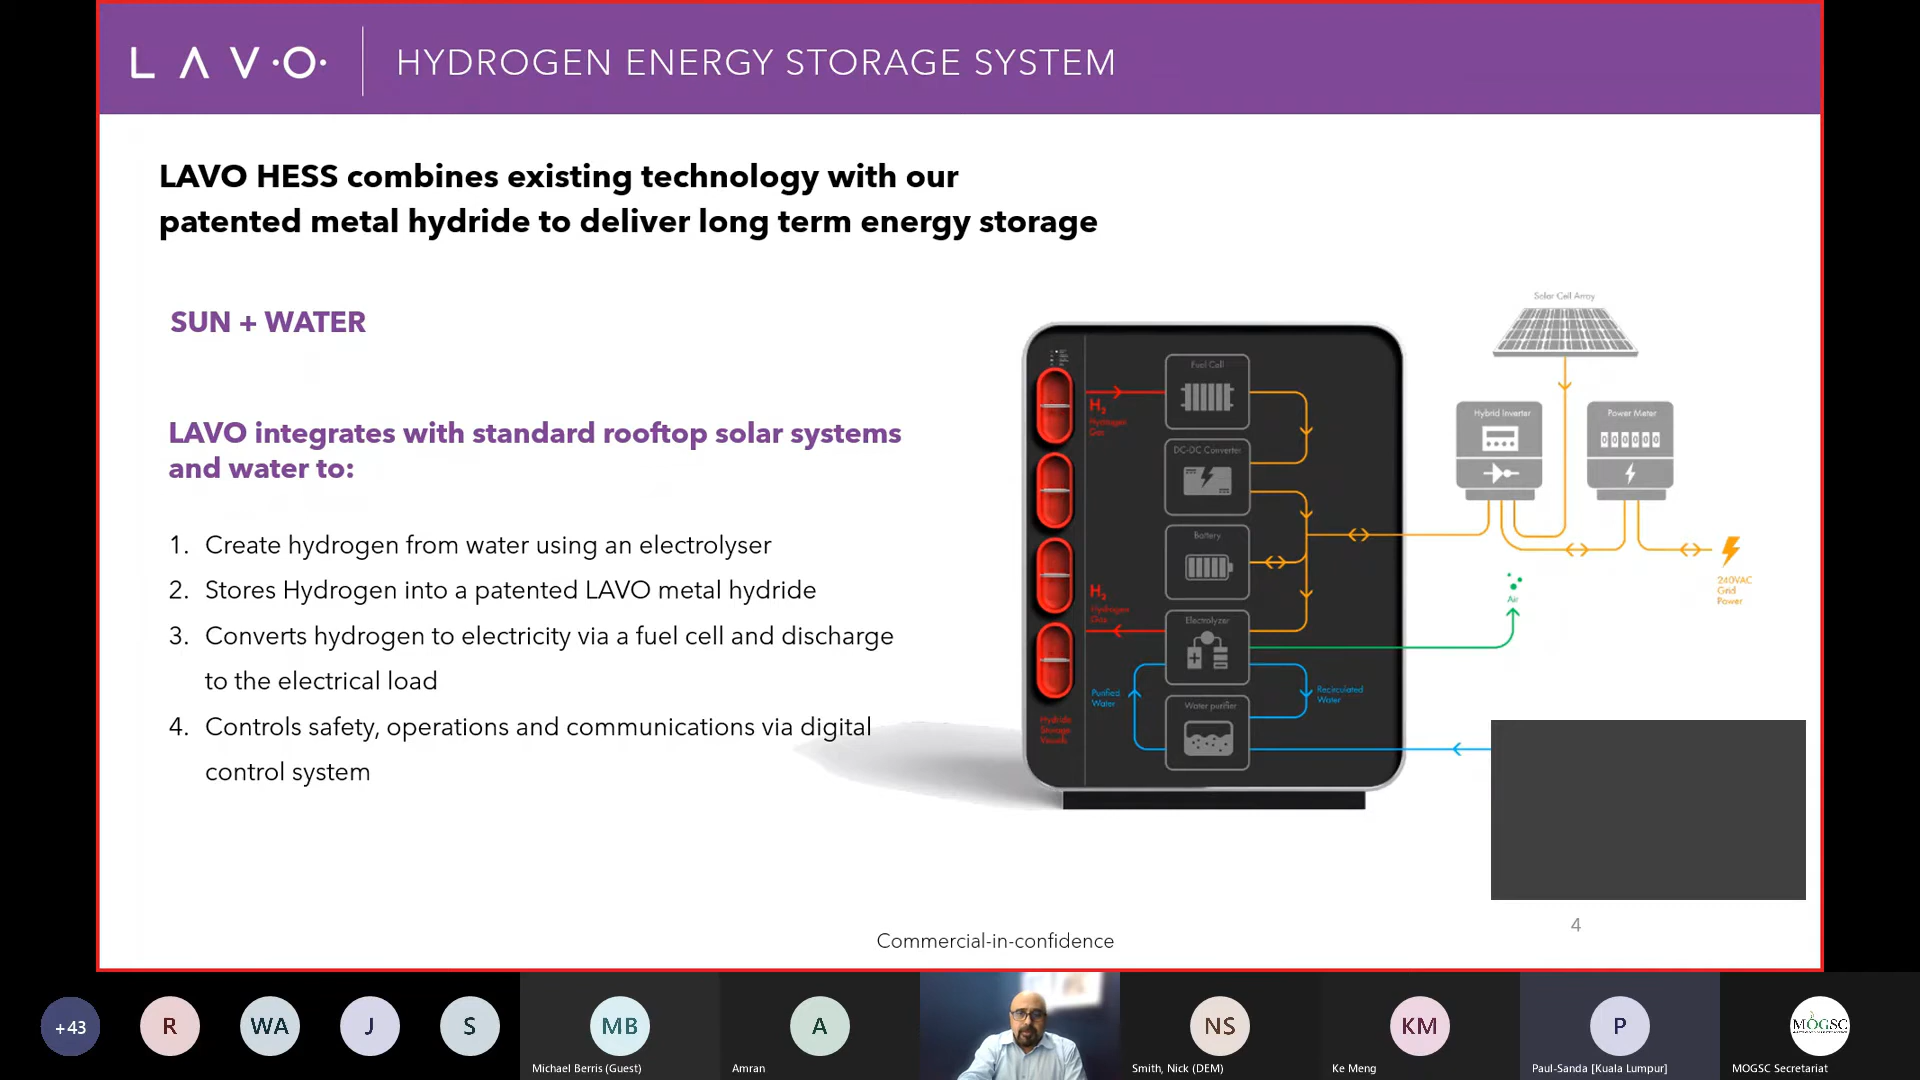 LAVO
HYDROGEN ENERGY STORAGE SYSTEM
LAVO HESS combines existing technology with our
patented metal hydride to deliver long term energy storage
SUN + WATER
LAVO integrates with standard rooftop solar systems
and water to:
1. Create hydrogen from water using an electrolyser
2. Stores Hydrogen into a patented LAVO metal hydride
3. Converts hydrogen to electricity via a fuel cell and discharge
to the electrical load
4. Controls safety, operations and communications via digital
control system
Solar Cell Array
Hybrid Inverter
Power Meter
000000
240VAC
Grid
Power
Air
Fuel Cell
H2
Hydrogen
Gas
DC-DC Converter
Battery
H2
Hydrogen
Gas
Electrolyzer
Purified
Water
Recirculated
Water
Water purifier
Hydride
Storage
Vessels
4
Commercial-in-confidence
+43
R
WA
J
S
MB
Michael Berris (Guest)
A
Amran
NS
Smith, Nick (DEM)
KM
Ke Meng
P
Paul-Sanda [Kuala Lumpur]
MOGSC
MOGSC Secretariat